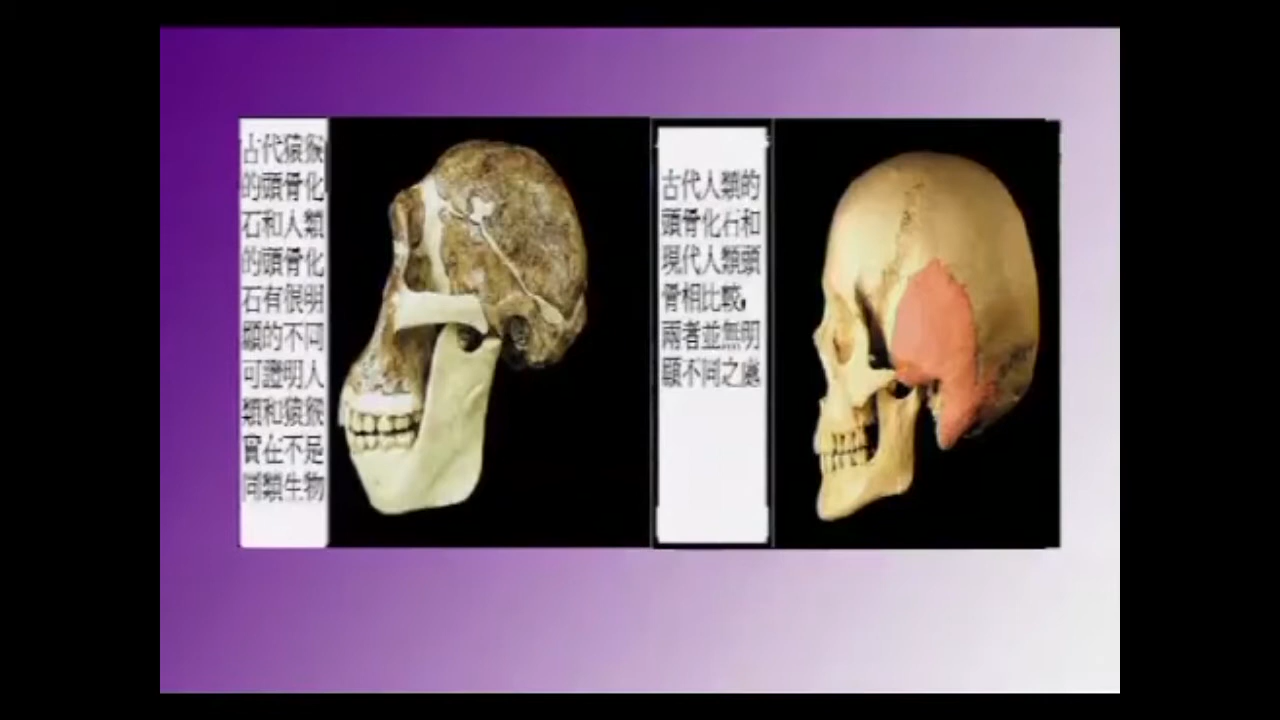 古代猿猴
的頭骨化
石和人類
的頭骨化
石有很明
顯的不同
可證明人
類和猿猴
實在不是
同類生物
古代人類的
頭骨化石和
現代人類頭
骨相比較,
兩者並無明
顯不同之處